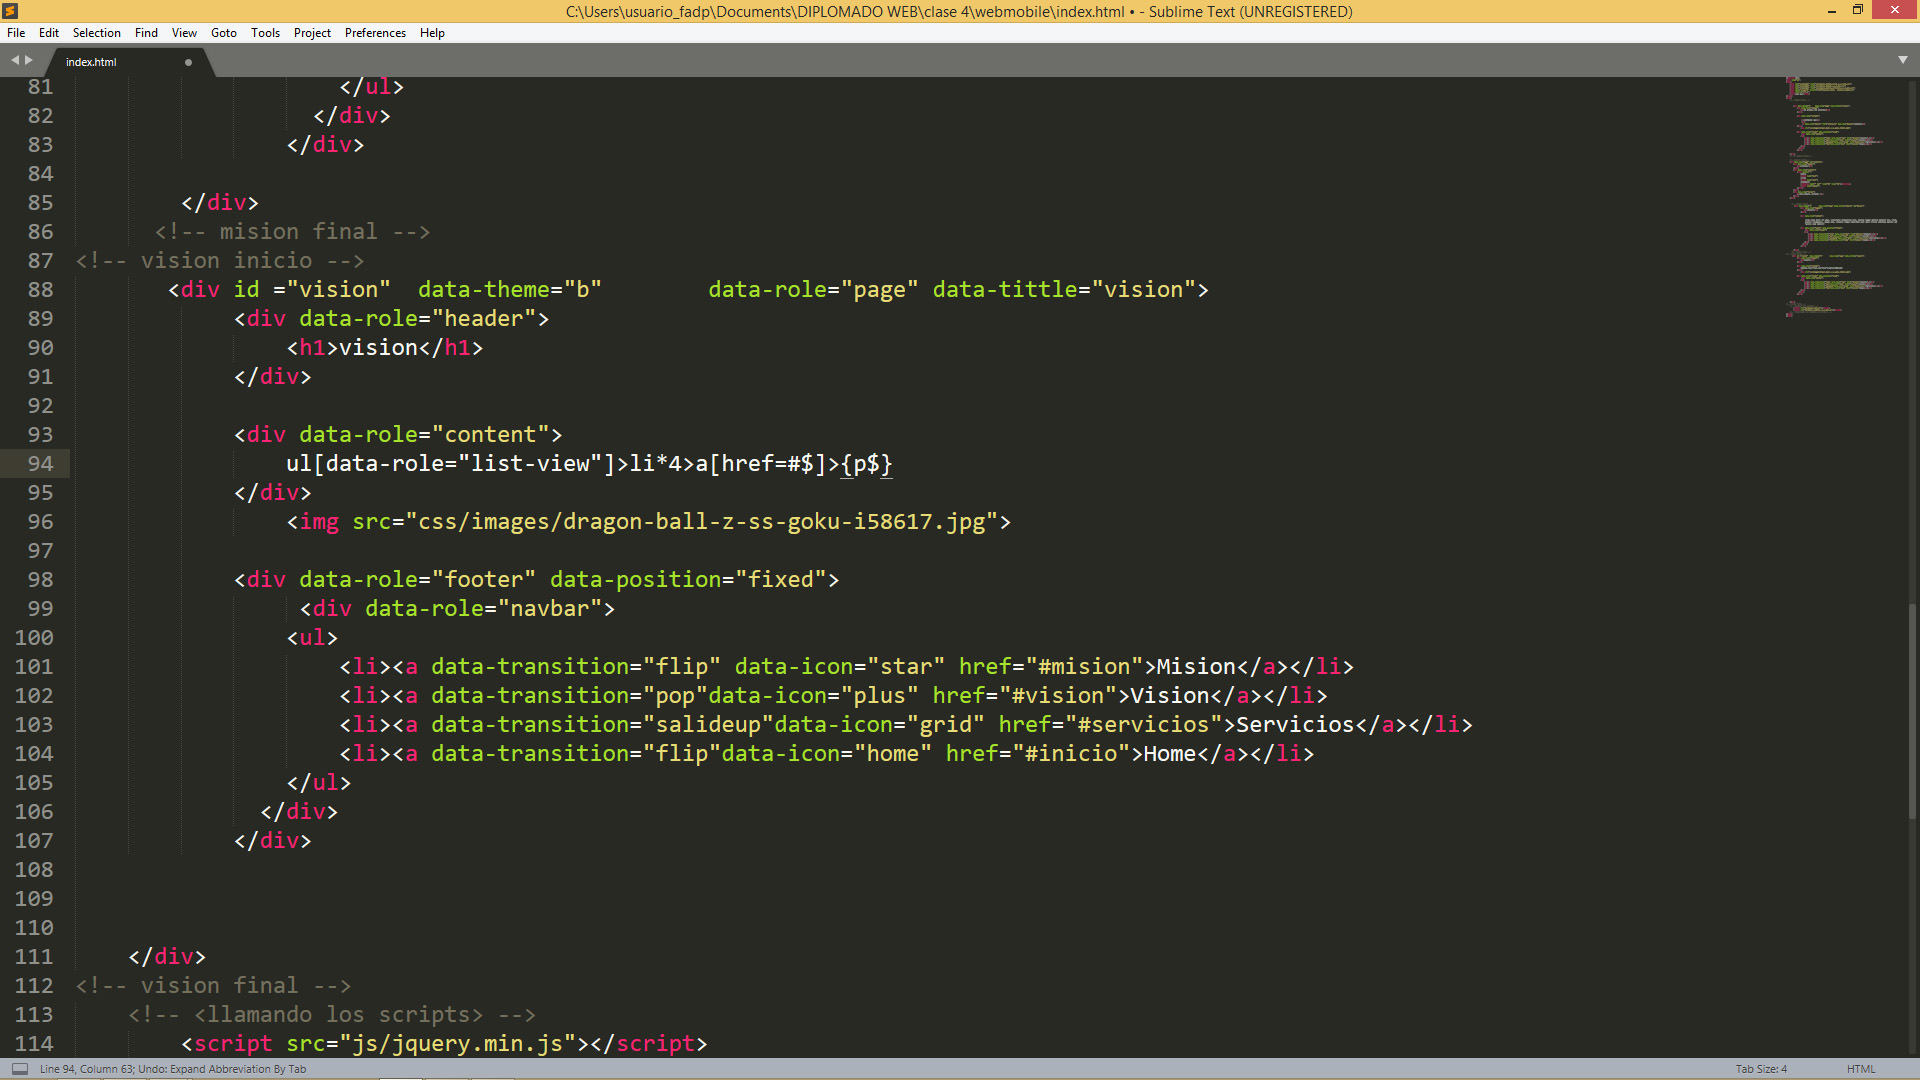 C:\Users\usuario_fadp\Documents\DIPLOMADO WEB\clase 4\webmobile\index.html • - Sublime Text (UNREGISTERED)
File Edit Selection Find View Goto Tools Project Preferences Help
index.html
81 </ul>
82 </div>
83 </div>
84
85 </div>
86 <!-- mision final -->
87 <!-- vision inicio -->
88 <div id ="vision" data-theme="b" data-role="page" data-tittle="vision">
89 <div data-role="header">
90 <h1>vision</h1>
91 </div>
92
93 <div data-role="content">
94 ul[data-role="list-view"]>li*4>a[href=#$]>{p$}
95 </div>
96 <img src="css/images/dragon-ball-z-ss-goku-i58617.jpg">
97
98 <div data-role="footer" data-position="fixed">
99 <div data-role="navbar">
100 <ul>
101 <li><a data-transition="flip" data-icon="star" href="#mision">Mision</a></li>
102 <li><a data-transition="pop"data-icon="plus" href="#vision">Vision</a></li>
103 <li><a data-transition="salideup"data-icon="grid" href="#servicios">Servicios</a></li>
104 <li><a data-transition="flip"data-icon="home" href="#inicio">Home</a></li>
105 </ul>
106 </div>
107 </div>
108
109
110
111 </div>
112 <!-- vision final -->
113 <!-- <llamando los scripts> -->
114 <script src="js/jquery.min.js"></script>
Line 94, Column 63; Undo: Expand Abbreviation By Tab
Tab Size: 4
HTML